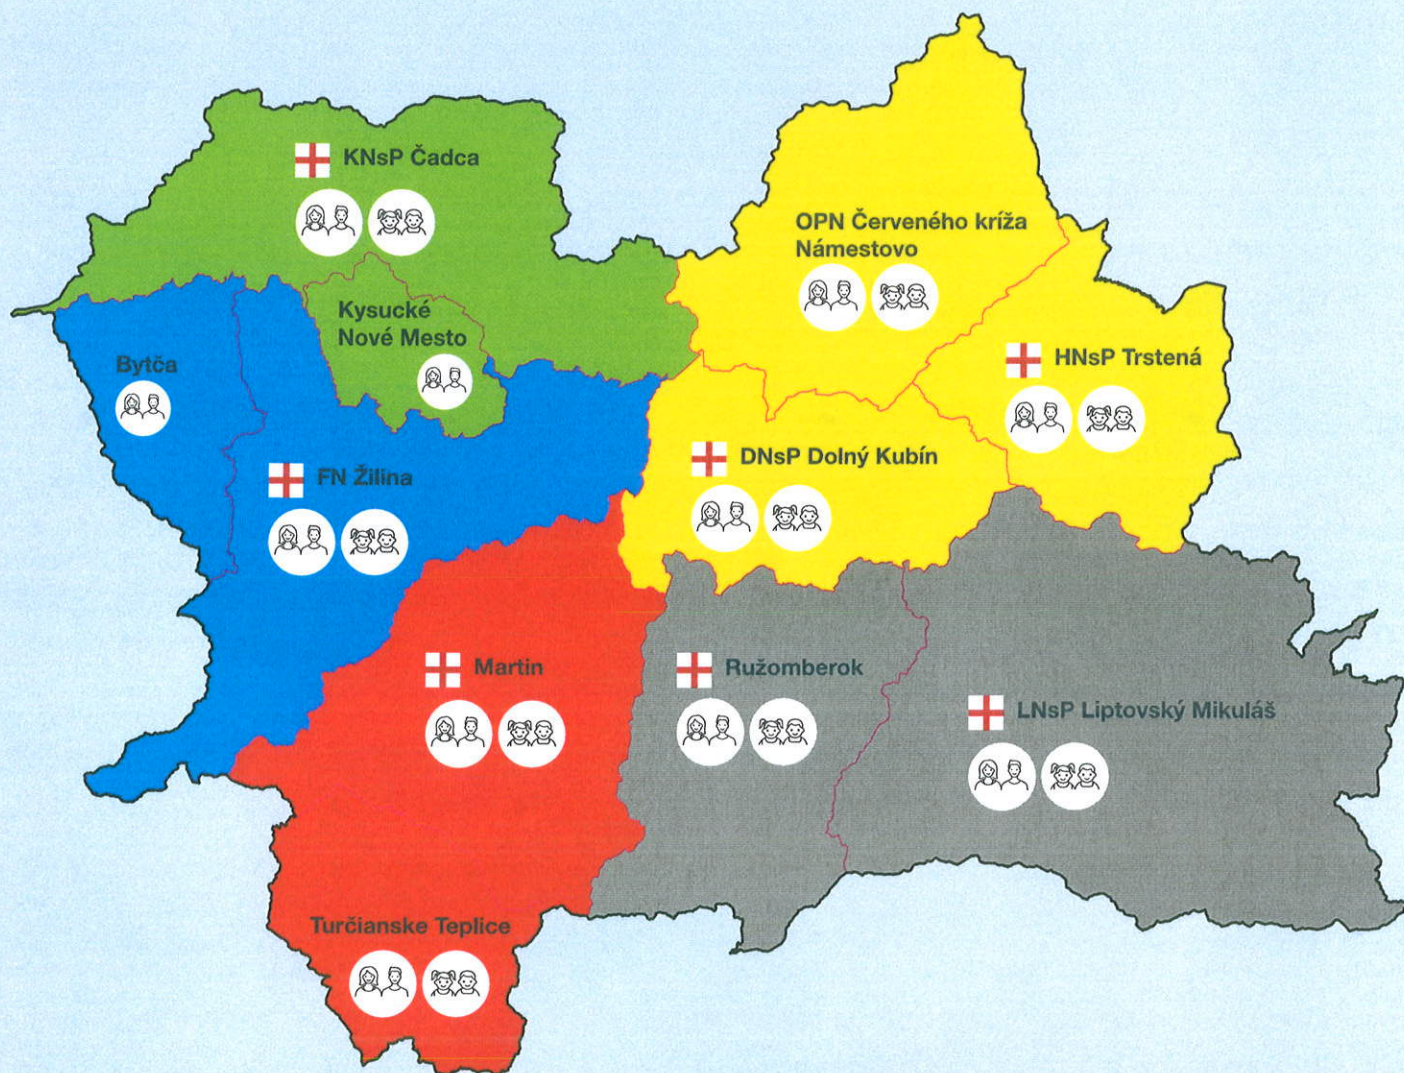 KNsP Čadca
OPN Červeného kríža
Námestovo
Kysucké
Nové Mesto
Bytča
HNsP Trstená
DNsP Dolný Kubín
FN Žilina
Martin
Ružomberok
LNsP Liptovský Mikuláš
Turčianske Teplice